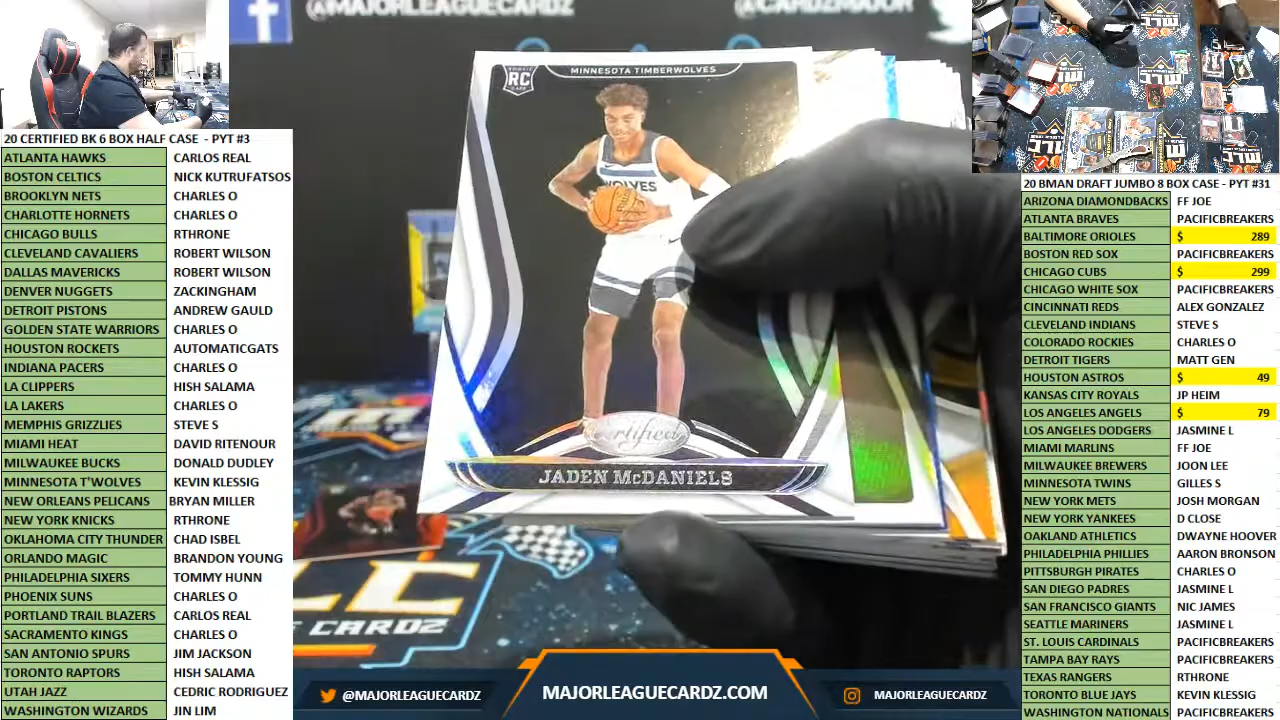 @MAJORLEAGUECARDZ
@CARDZMAJOR
20 CERTIFIED BK 6 BOX HALF CASE - PYT #3
ATLANTA HAWKS CARLOS REAL
BOSTON CELTICS NICK KUTRUFATSOS
BROOKLYN NETS CHARLES O
CHARLOTTE HORNETS CHARLES O
CHICAGO BULLS RTHRONE
CLEVELAND CAVALIERS ROBERT WILSON
DALLAS MAVERICKS ROBERT WILSON
DENVER NUGGETS ZACKINGHAM
DETROIT PISTONS ANDREW GAULD
GOLDEN STATE WARRIORS CHARLES O
HOUSTON ROCKETS AUTOMATICGATS
INDIANA PACERS CHARLES O
LA CLIPPERS HISH SALAMA
LA LAKERS CHARLES O
MEMPHIS GRIZZLIES STEVE S
MIAMI HEAT DAVID RITENOUR
MILWAUKEE BUCKS DONALD DUDLEY
MINNESOTA T'WOLVES KEVIN KLESSIG
NEW ORLEANS PELICANS BRYAN MILLER
NEW YORK KNICKS RTHRONE
OKLAHOMA CITY THUNDER CHAD ISBEL
ORLANDO MAGIC BRANDON YOUNG
PHILADELPHIA SIXERS TOMMY HUNN
PHOENIX SUNS CHARLES O
PORTLAND TRAIL BLAZERS CARLOS REAL
SACRAMENTO KINGS CHARLES O
SAN ANTONIO SPURS JIM JACKSON
TORONTO RAPTORS HISH SALAMA
UTAH JAZZ CEDRIC RODRIGUEZ
WASHINGTON WIZARDS JIN LIM
RC
MINNESOTA TIMBERWOLVES
WOLVES
Certified
JADEN McDANIELS
CARDZ
@MAJORLEAGUECARDZ
MAJORLEAGUECARDZ.COM
MAJORLEAGUECARDZ
20 BMAN DRAFT JUMBO 8 BOX CASE - PYT #31
ARIZONA DIAMONDBACKS FF JOE
ATLANTA BRAVES PACIFICBREAKERS
BALTIMORE ORIOLES $ 289
BOSTON RED SOX PACIFICBREAKERS
CHICAGO CUBS $ 299
CHICAGO WHITE SOX PACIFICBREAKERS
CINCINNATI REDS ALEX GONZALEZ
CLEVELAND INDIANS STEVE S
COLORADO ROCKIES CHARLES O
DETROIT TIGERS MATT GEN
HOUSTON ASTROS $ 49
KANSAS CITY ROYALS JP HEIM
LOS ANGELES ANGELS $ 79
LOS ANGELES DODGERS JASMINE L
MIAMI MARLINS FF JOE
MILWAUKEE BREWERS JOON LEE
MINNESOTA TWINS GILLES S
NEW YORK METS JOSH MORGAN
NEW YORK YANKEES D CLOSE
OAKLAND ATHLETICS DWAYNE HOOVER
PHILADELPHIA PHILLIES AARON BRONSON
PITTSBURGH PIRATES CHARLES O
SAN DIEGO PADRES JASMINE L
SAN FRANCISCO GIANTS NIC JAMES
SEATTLE MARINERS JASMINE L
ST. LOUIS CARDINALS PACIFICBREAKERS
TAMPA BAY RAYS PACIFICBREAKERS
TEXAS RANGERS RTHRONE
TORONTO BLUE JAYS KEVIN KLESSIG
WASHINGTON NATIONALS PACIFICBREAKERS